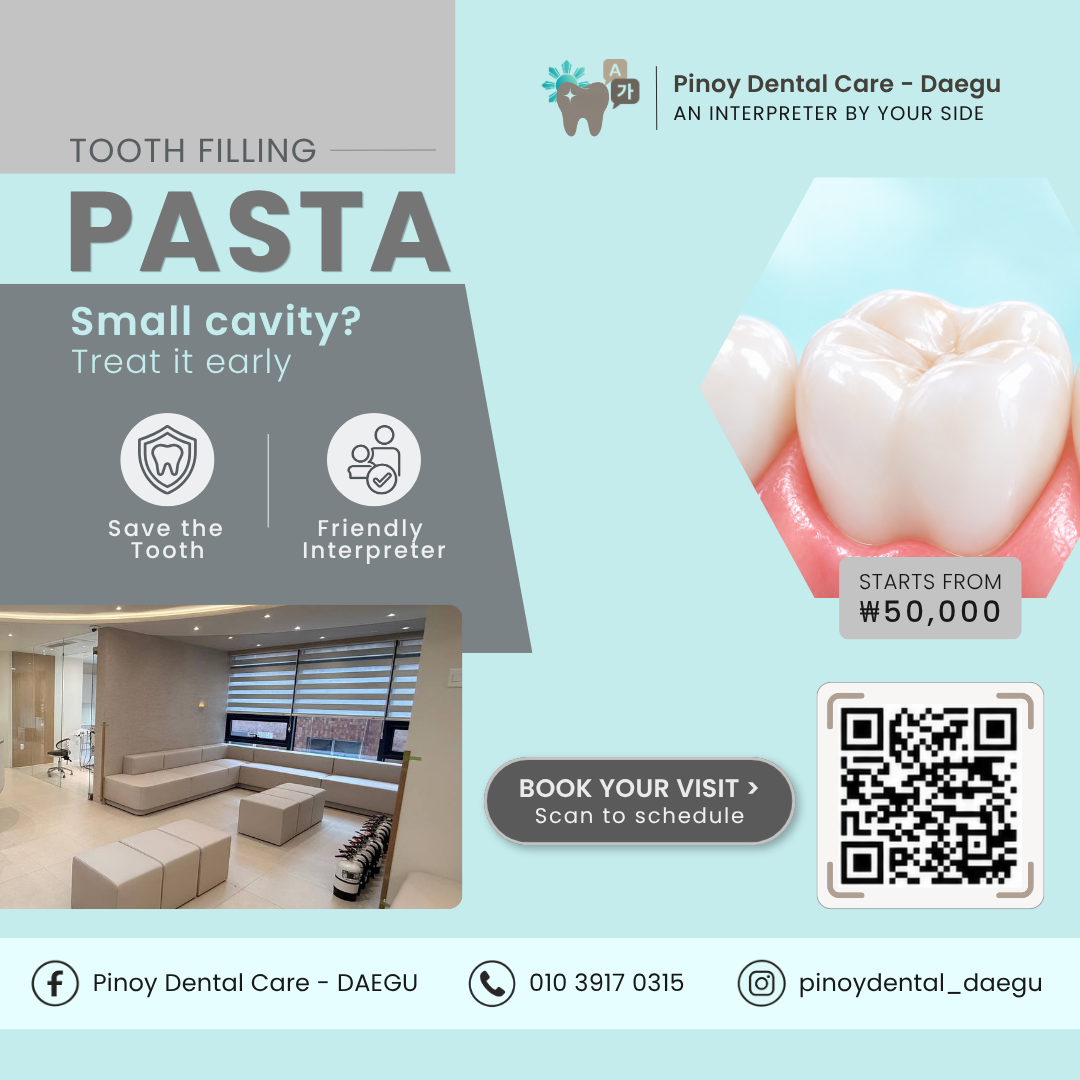 A
가
Pinoy Dental Care - Daegu
AN INTERPRETER BY YOUR SIDE
TOOTH FILLING
PASTA
Small cavity?
Treat it early
Save the
Tooth
Friendly
Interpreter
STARTS FROM
₩50,000
BOOK YOUR VISIT >
Scan to schedule
Pinoy Dental Care - DAEGU
010 3917 0315
pinoydental_daegu